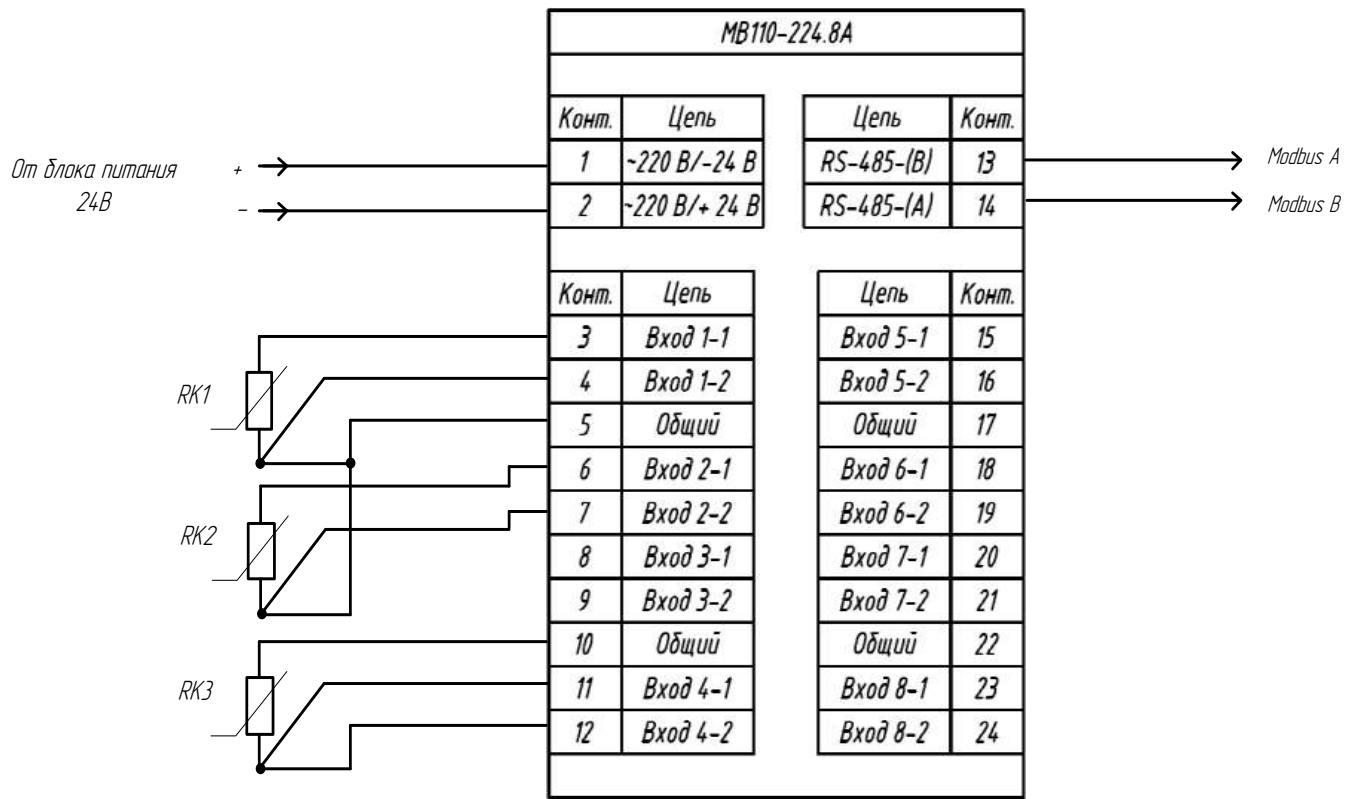 МВ110-224.8А
Конт. Цепь Цепь Конт.
От блока питания
24В
+ 1 ~220 В/-24 В RS-485-(B) 13 Modbus A
- 2 ~220 В/+ 24 В RS-485-(A) 14 Modbus B
Конт. Цепь Цепь Конт.
3 Вход 1-1 Вход 5-1 15
RK1
4 Вход 1-2 Вход 5-2 16
5 Общий Общий 17
6 Вход 2-1 Вход 6-1 18
RK2
7 Вход 2-2 Вход 6-2 19
8 Вход 3-1 Вход 7-1 20
9 Вход 3-2 Вход 7-2 21
10 Общий Общий 22
RK3
11 Вход 4-1 Вход 8-1 23
12 Вход 4-2 Вход 8-2 24